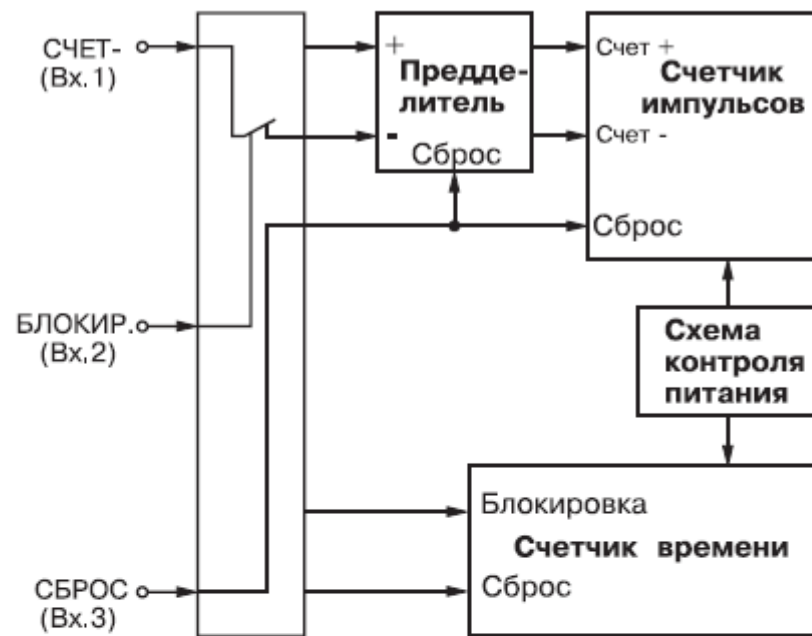 СЧЕТ-
(Вх.1)
+
Предде-
литель
-
Сброс
Счет +
Счетчик
импульсов
Счет -
Сброс
БЛОКИР.
(Вх.2)
Схема
контроля
питания
Блокировка
Счетчик времени
Сброс
СБРОС
(Вх.3)